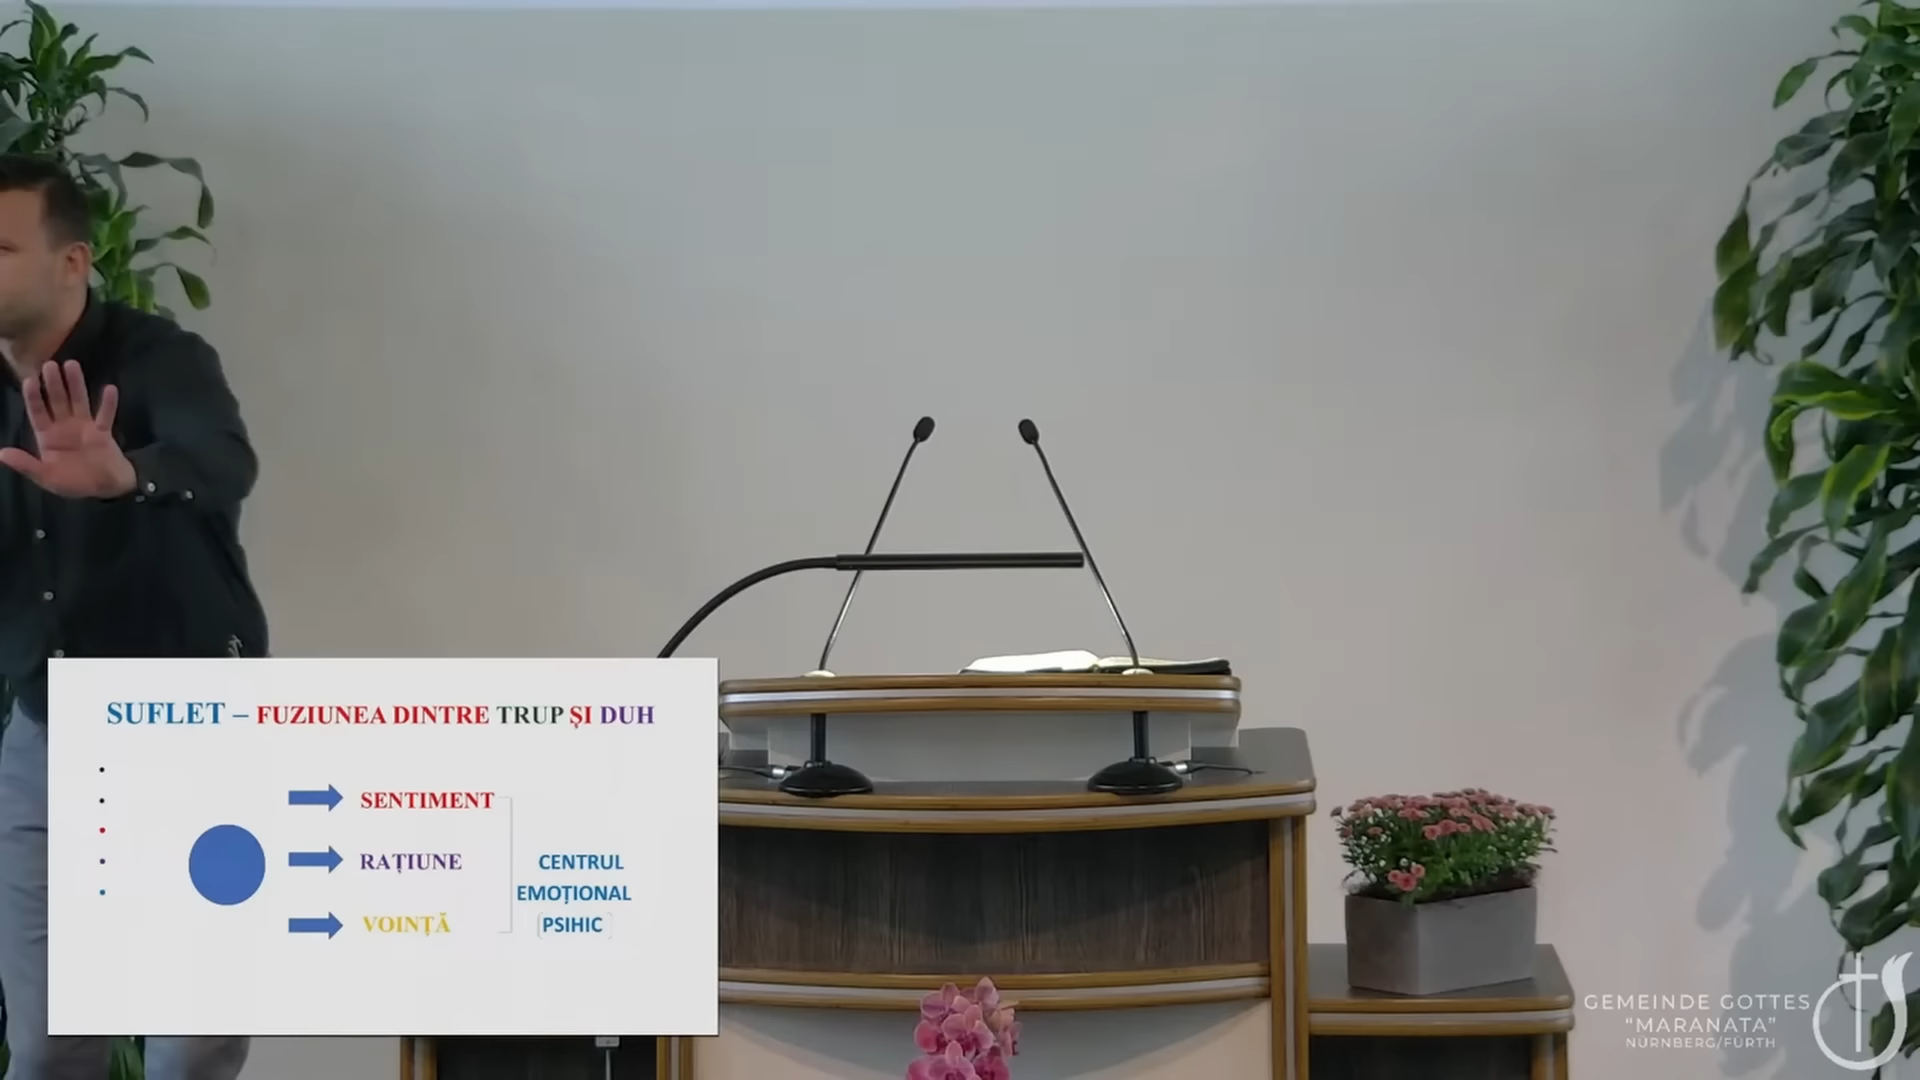 SUFLET – FUZIUNEA DINTRE TRUP ȘI DUH
SENTIMENT
RAȚIUNE
VOINȚĂ
CENTRUL
EMOȚIONAL
PSIHIC
GEMEINDE GOTTES
“MARANATA”
NÜRNBERG/FÜRTH